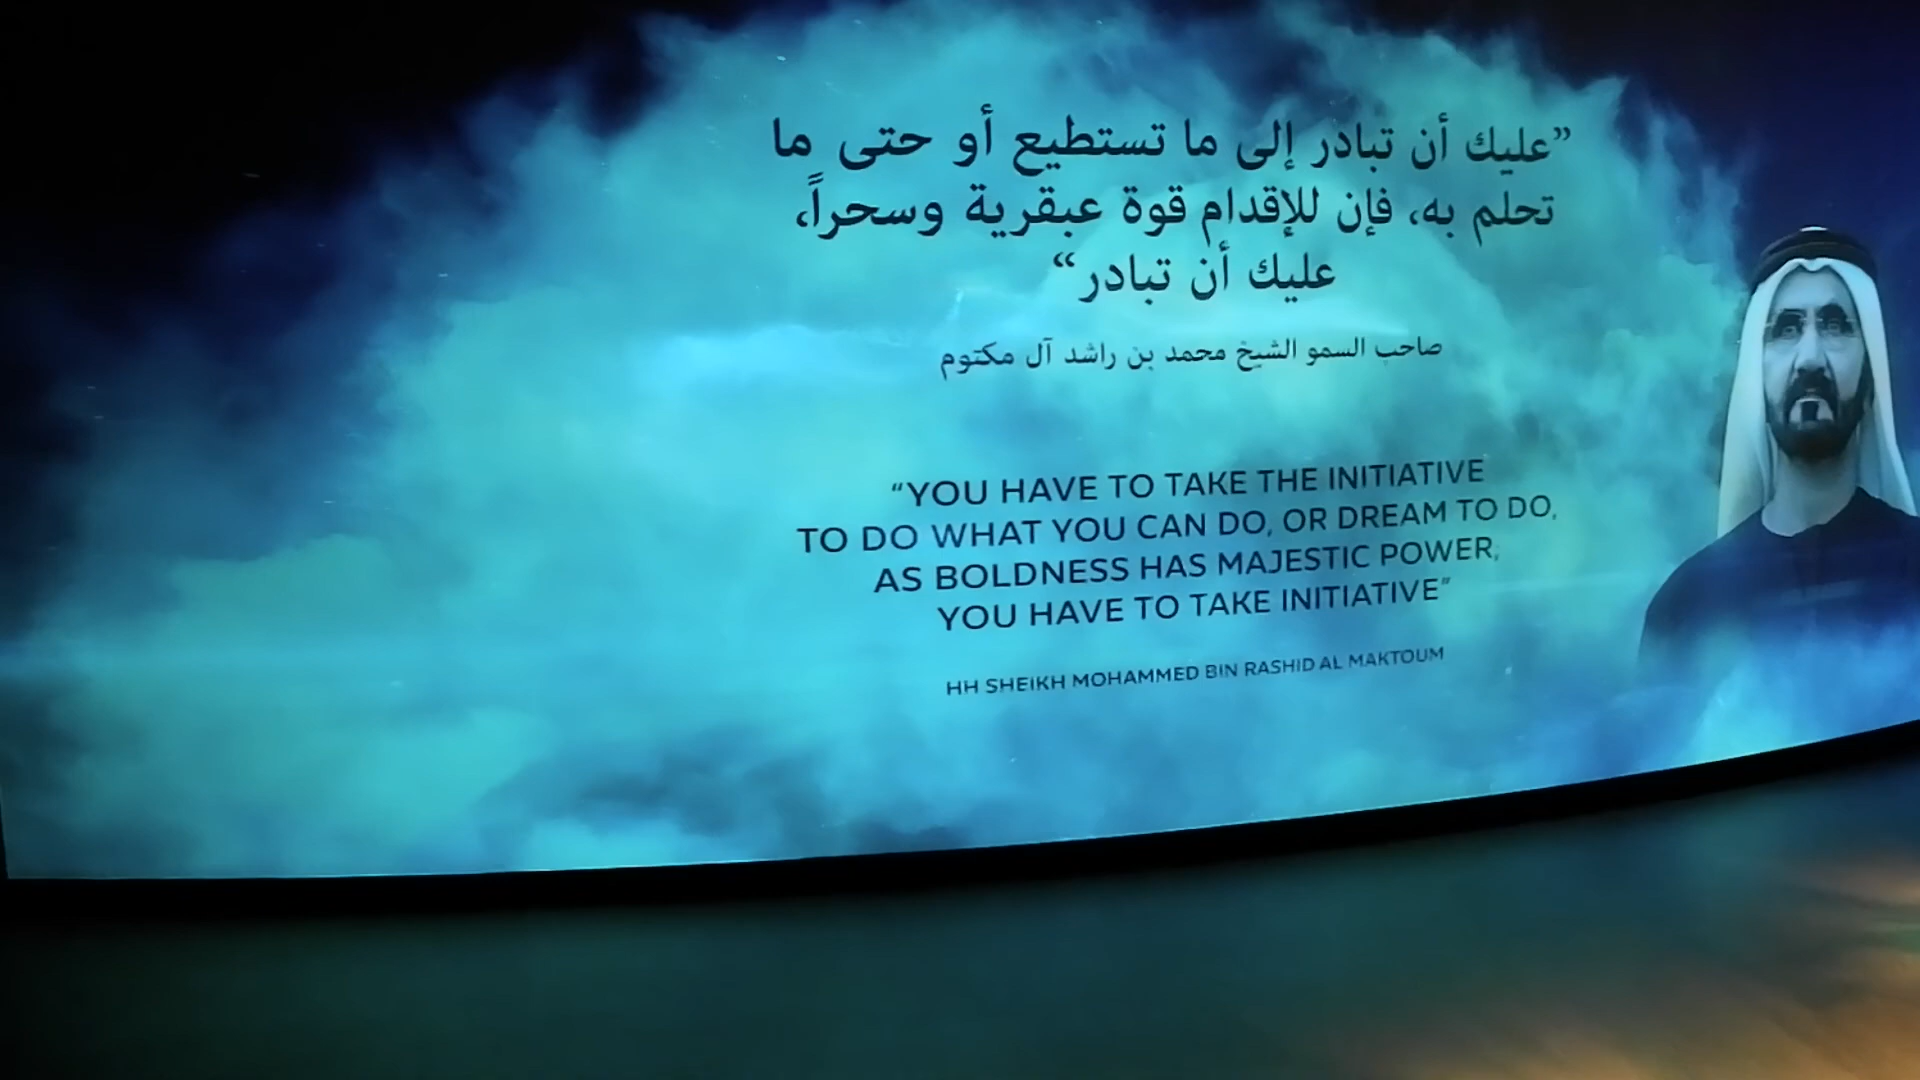 ”عليك أن تبادر إلى ما تستطيع أو حتى ما
تحلم به، فإن للإقدام قوة عبقرية وسحراً،
عليك أن تبادر“
صاحب السمو الشيخ محمد بن راشد آل مكتوم
“YOU HAVE TO TAKE THE INITIATIVE
TO DO WHAT YOU CAN DO, OR DREAM TO DO,
AS BOLDNESS HAS MAJESTIC POWER,
YOU HAVE TO TAKE INITIATIVE”
HH SHEIKH MOHAMMED BIN RASHID AL MAKTOUM